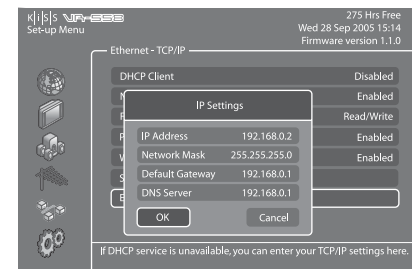 KiSS VR-558
275 Hrs Free
Set-up Menu
Wed 28 Sep 2005 15:14
Firmware version 1.1.0
Ethernet - TCP/IP
DHCP Client Disabled
Enabled
IP Settings
Read/Write
IP Address 192.168.0.2
Enabled
Network Mask 255.255.255.0
Enabled
Default Gateway 192.168.0.1
DNS Server 192.168.0.1
OK Cancel
If DHCP service is unavailable, you can enter your TCP/IP settings here.